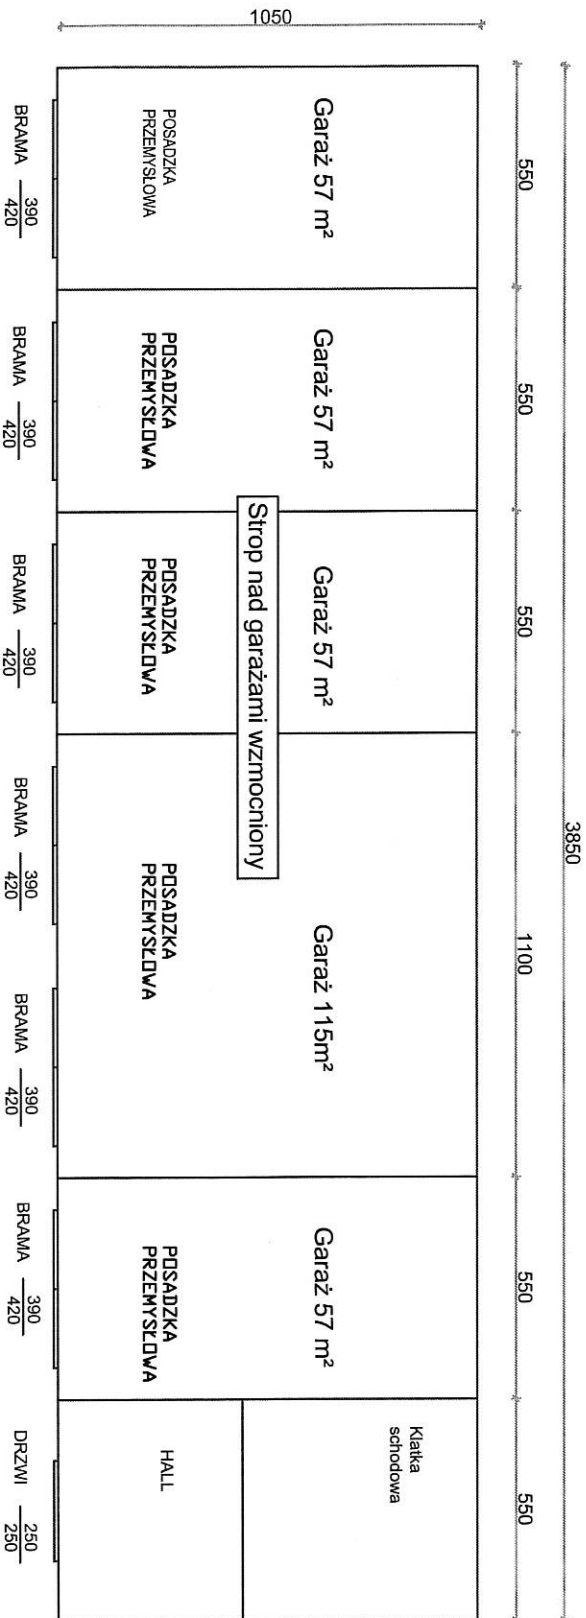 3850
550
550
550
1100
550
550
1050
Garaż 57 m²
Garaż 57 m²
Garaż 57 m²
Garaż 115m²
Garaż 57 m²
Klatka
schodowa
Strop nad garażami wzmocniony
POSADZKA
PRZEMYSŁOWA
POSADZKA
PRZEMYSŁOWA
POSADZKA
PRZEMYSŁOWA
POSADZKA
PRZEMYSŁOWA
POSADZKA
PRZEMYSŁOWA
HALL
BRAMA 390
420
BRAMA 390
420
BRAMA 390
420
BRAMA 390
420
BRAMA 390
420
BRAMA 390
420
DRZWI 250
250